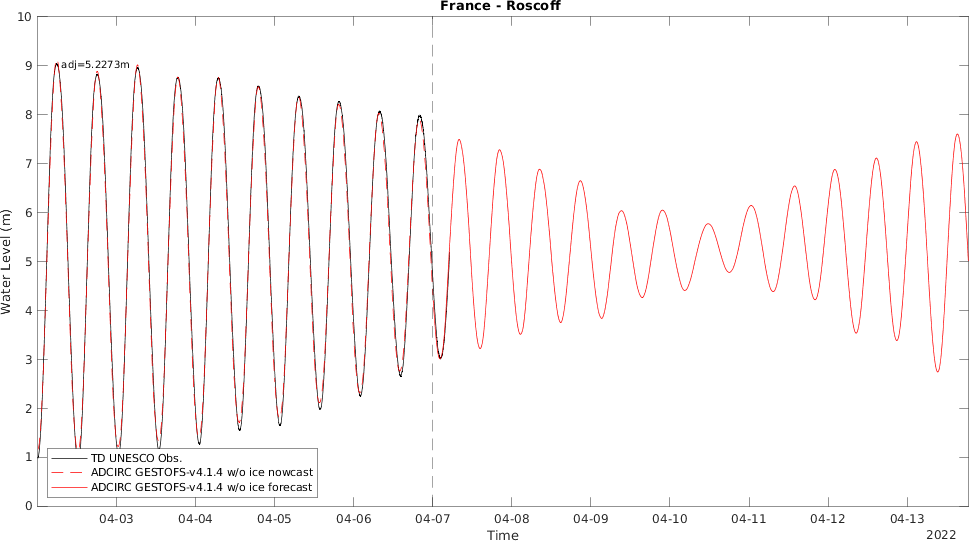 France - Roscoff
10
9
8
7
6
5
4
3
2
1
0
Water Level (m)
adj=5.2273m
TD UNESCO Obs.
ADCIRC GESTOFS-v4.1.4 w/o ice nowcast
ADCIRC GESTOFS-v4.1.4 w/o ice forecast
04-03 04-04 04-05 04-06 04-07 04-08 04-09 04-10 04-11 04-12 04-13
Time
2022